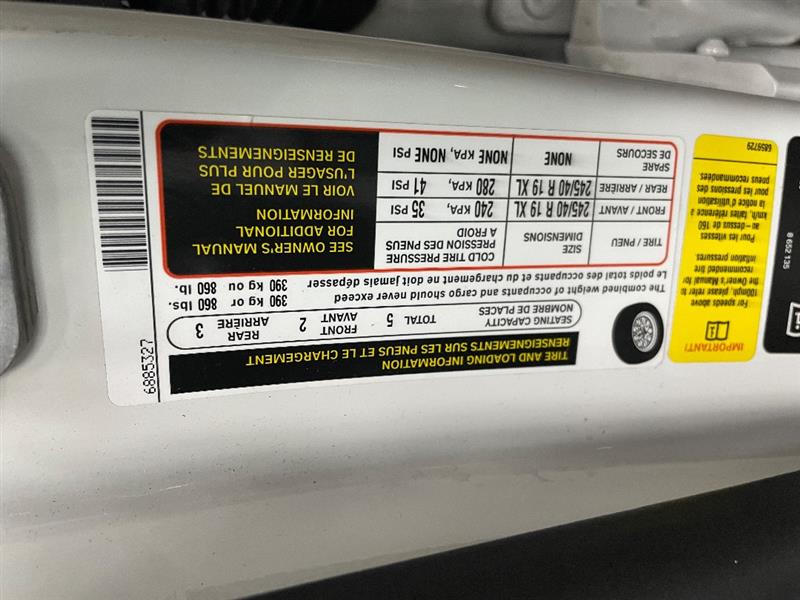 TIRE AND LOADING INFORMATION
RENSEIGNEMENTS SUR LES PNEUS ET LE CHARGEMENT
SEATING CAPACITY
NOMBRE DE PLACES
TOTAL 5
FRONT
AVANT 2
REAR
ARRIÈRE 3
The combined weight of occupants and cargo should never exceed 390 kg or 860 lbs.
Le poids total des occupants et du chargement ne doit jamais dépasser 390 kg ou 860 lb.
TIRE / PNEU
SIZE
DIMENSIONS
COLD TIRE PRESSURE
PRESSION DES PNEUS
A FROID
FRONT / AVANT 245/40 R 19 XL 240 KPA, 35 PSI
REAR / ARRIÈRE 245/40 R 19 XL 280 KPA, 41 PSI
SPARE
DE SECOURS
NONE NONE KPA, NONE PSI
SEE OWNER'S MANUAL
FOR ADDITIONAL
INFORMATION
VOIR LE MANUEL DE
L'USAGER POUR PLUS
DE RENSEIGNEMENTS
6885327
IMPORTANT!
For speeds above
100mph, please refer to
the Owner's Manual for
recommended tire
inflation pressures.
Pour les vitesses
au-dessus de 160
km/h, faites référence à
la notice d'utilisation
pour les pressions des
pneus recommandées.
6859729
8 652 135